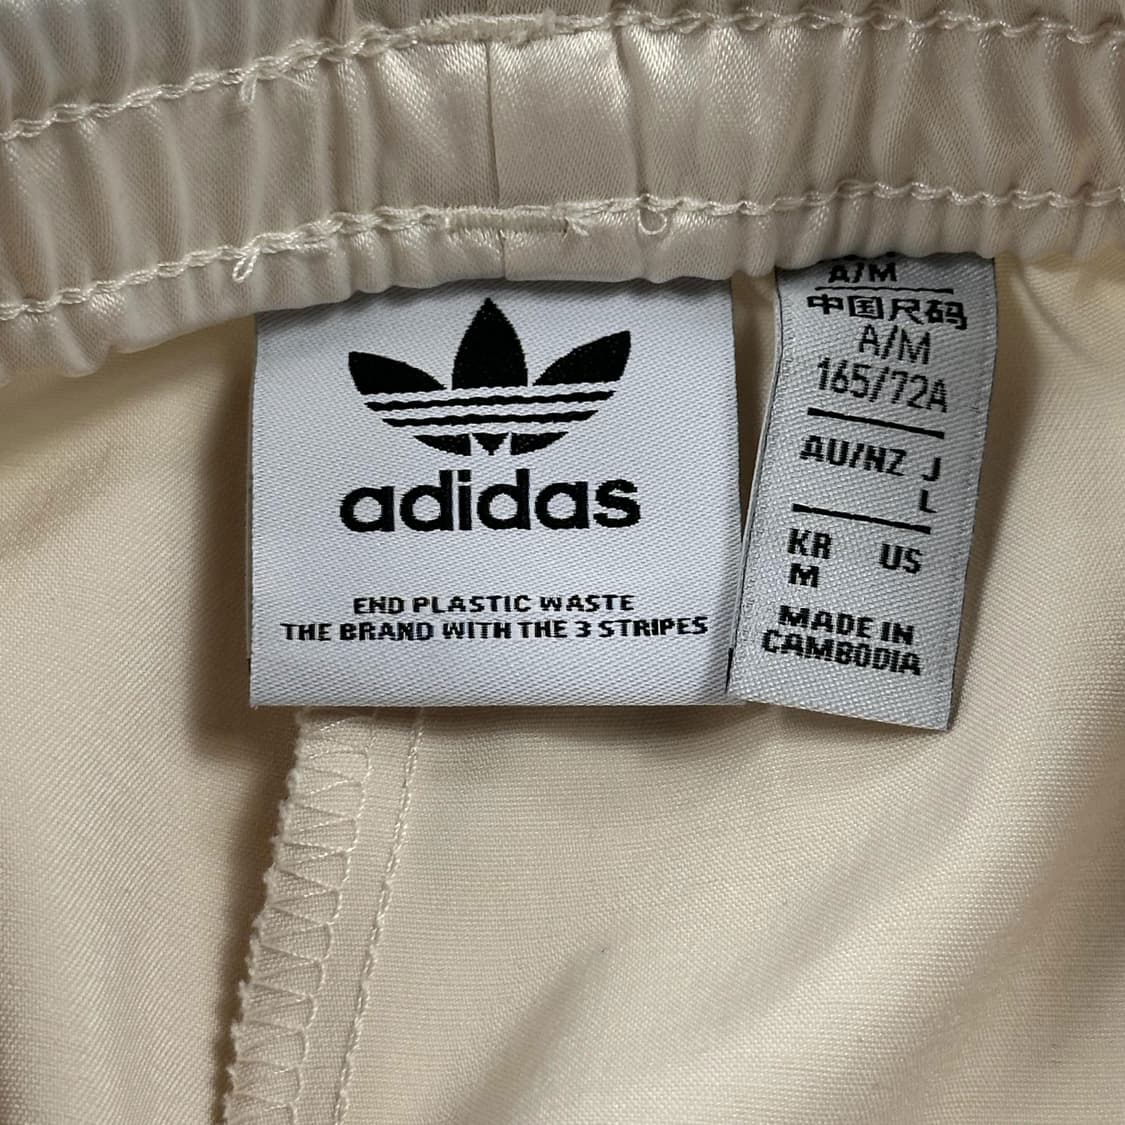 adidas
END PLASTIC WASTE
THE BRAND WITH THE 3 STRIPES
A/M
中国尺码
A/M
165/72A
AU/NZ J
L
KR US
M
MADE IN
CAMBODIA